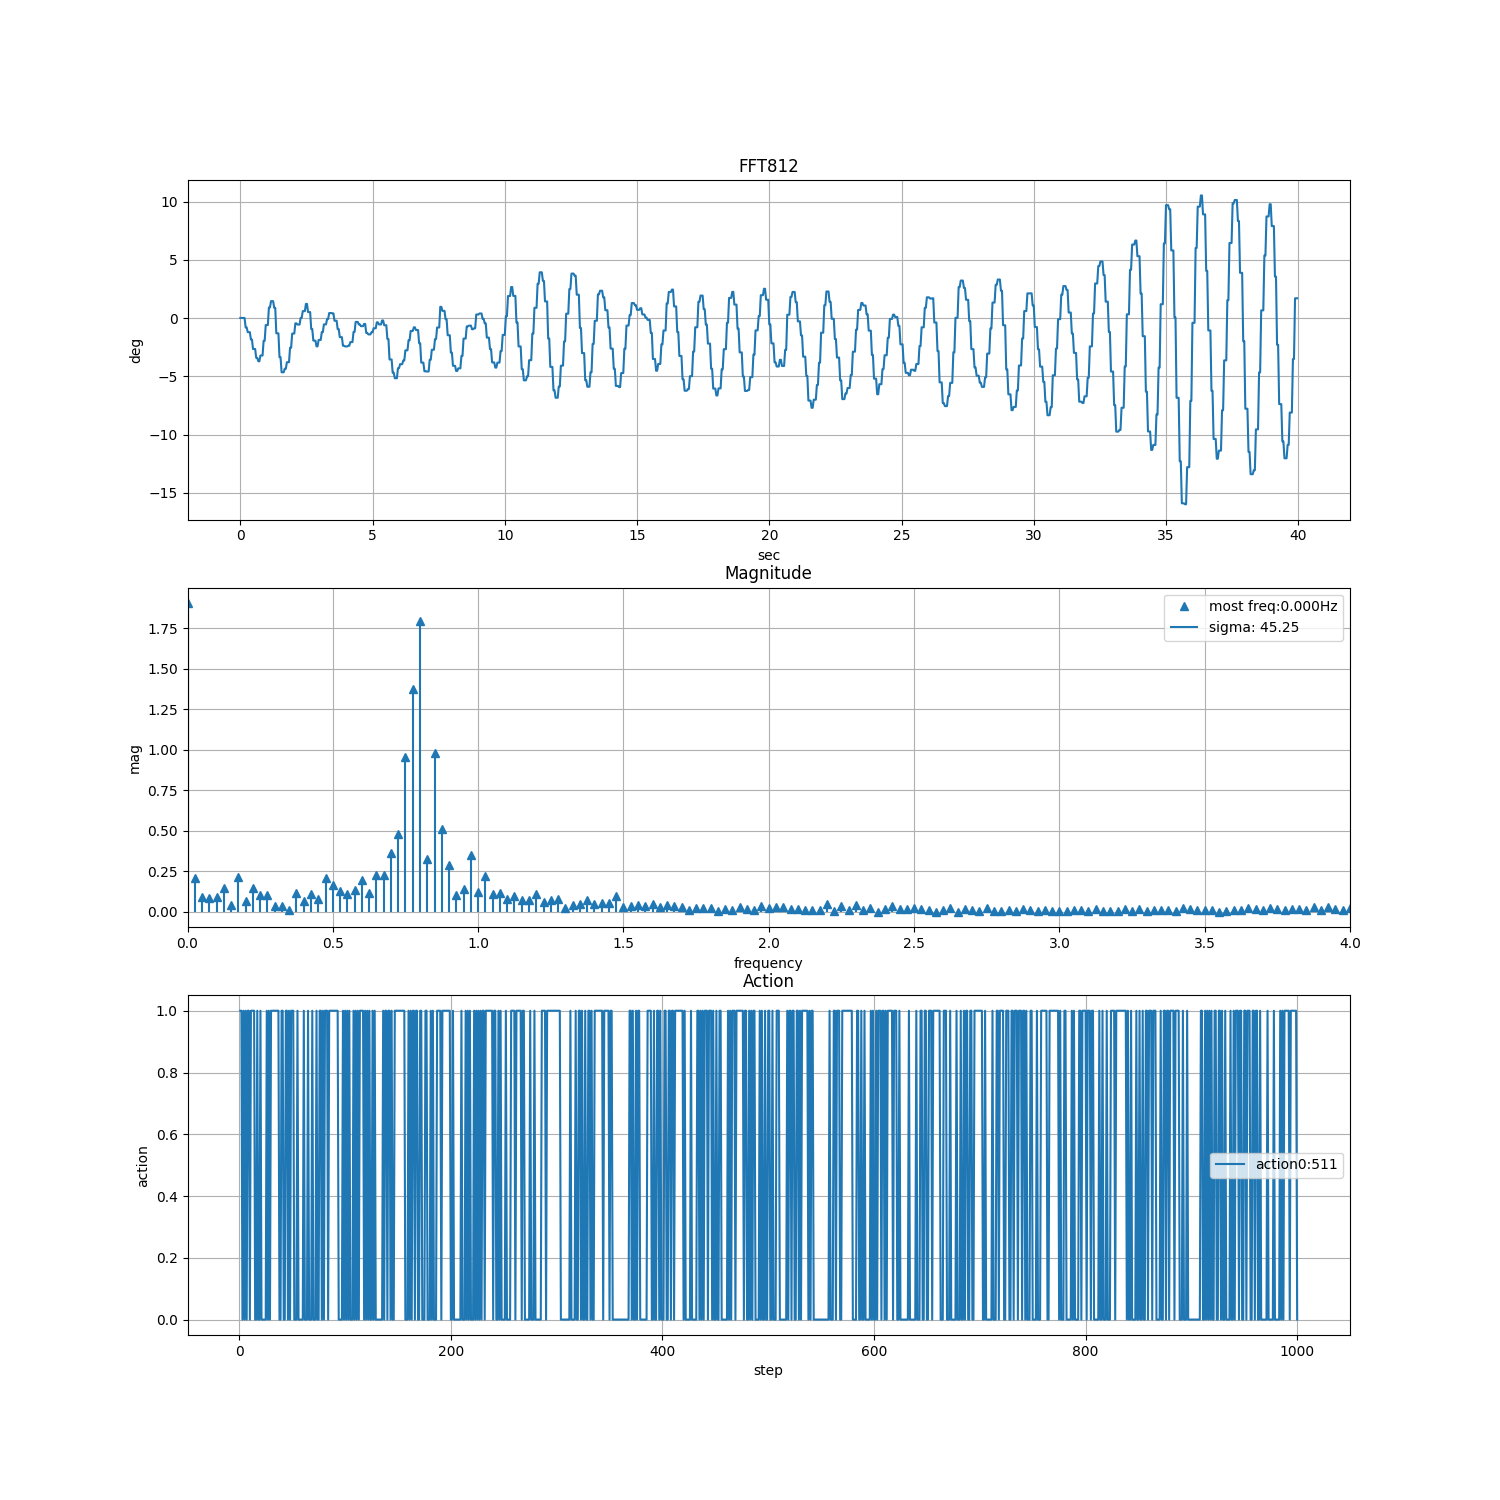 FFT812
10
5
0
−5
−10
−15
deg
0 5 10 15 20 25 30 35 40
sec
Magnitude
most freq:0.000Hz
sigma: 45.25
1.75
1.50
1.25
1.00
0.75
0.50
0.25
0.00
mag
0.0 0.5 1.0 1.5 2.0 2.5 3.0 3.5 4.0
frequency
Action
1.0
0.8
0.6
0.4
0.2
0.0
action
action0:511
0 200 400 600 800 1000
step